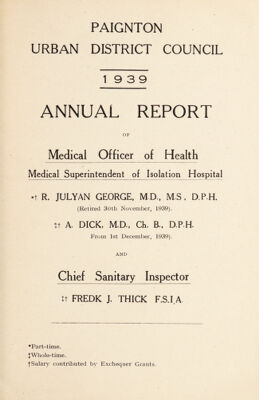 PAIGNTON
URBAN DISTRICT COUNCIL
1939
ANNUAL REPORT
OF
Medical Officer of Health
Medical Superintendent of Isolation Hospital
*† R. JULYAN GEORGE, M.D., M.S, D.P.H.
(Retired 30th November, 1939).
‡† A. DICK, M.D., Ch. B., D.P.H.
From 1st December, 1939).
AND
Chief Sanitary Inspector
‡† FREDK J. THICK F.S.I.A.
*Part-time.
‡Whole-time.
†Salary contributed by Exchequer Grants.